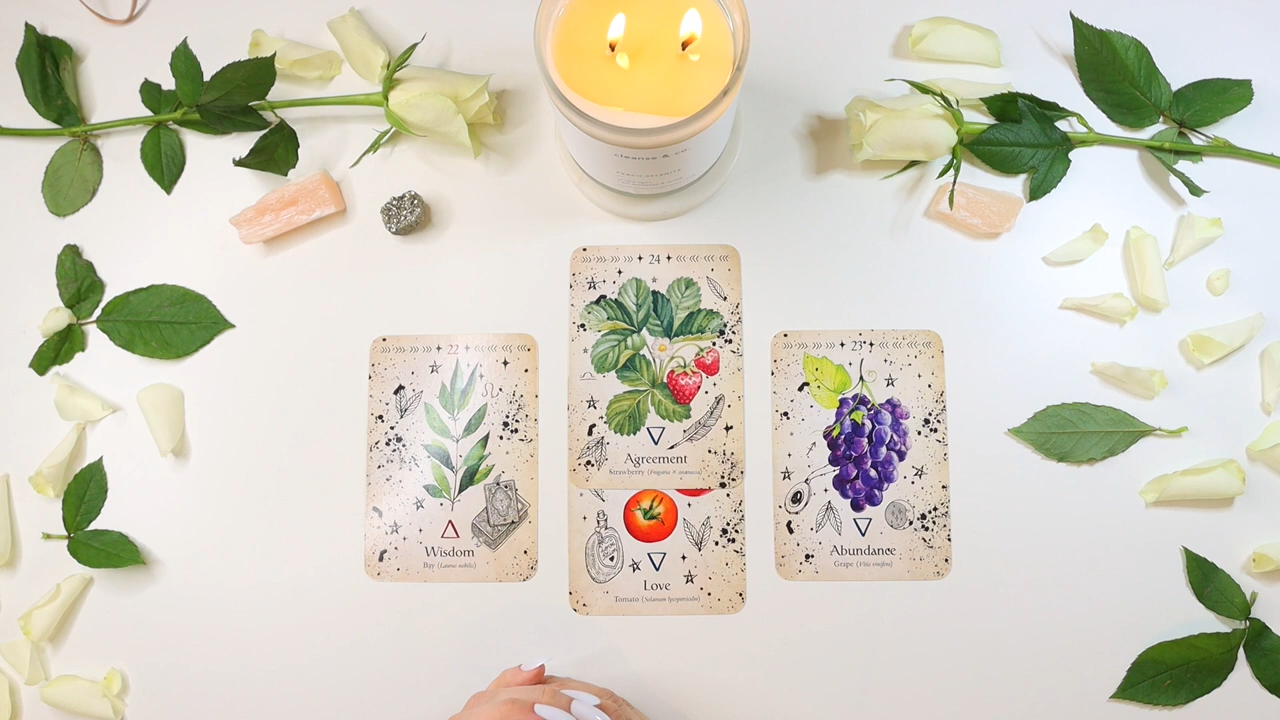 cleanse & co.
24
Agreement
Strawberry (Fragaria × ananassa)
22
Wisdom
Bay (Laurus nobilis)
23
Abundance
Grape (Vitis vinifera)
Love
Tomato (Solanum lycopersicum)